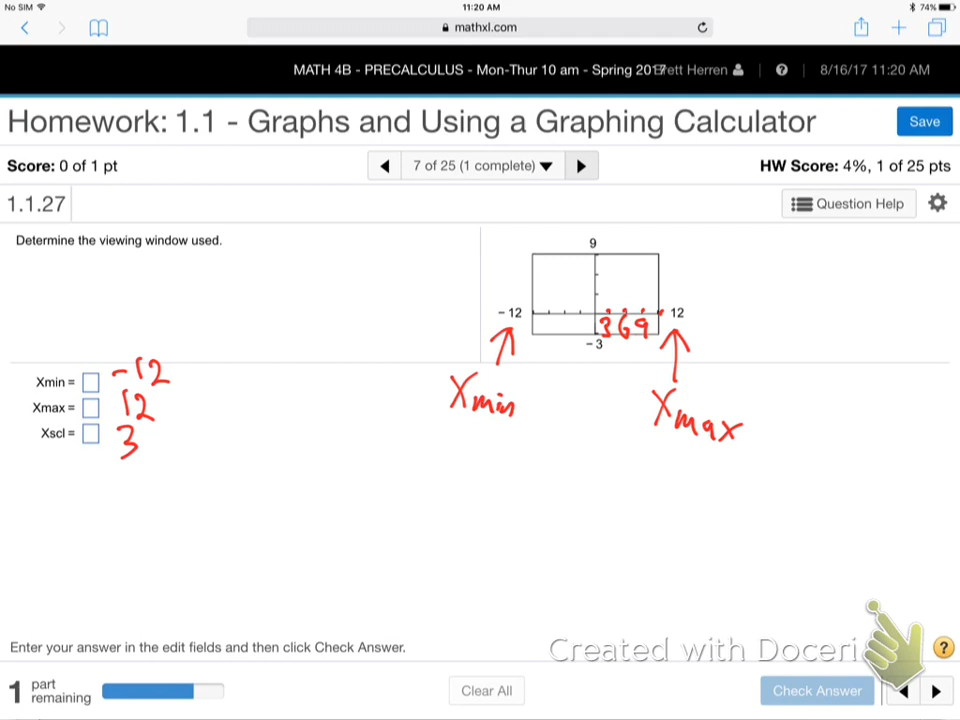 No SIM 11:20 AM 74%
mathxl.com
MATH 4B - PRECALCULUS - Mon-Thur 10 am - Spring 2017 Brett Herren ? 8/16/17 11:20 AM
Homework: 1.1 - Graphs and Using a Graphing Calculator Save
Score: 0 of 1 pt 7 of 25 (1 complete) HW Score: 4%, 1 of 25 pts
1.1.27 Question Help
Determine the viewing window used.
9
-12 12
3 6 9
-3
Xmin = -12
Xmax = 12
Xscl = 3
Xmin Xmax
Enter your answer in the edit fields and then click Check Answer. ?
Created with Doceri
1 part remaining Clear All Check Answer